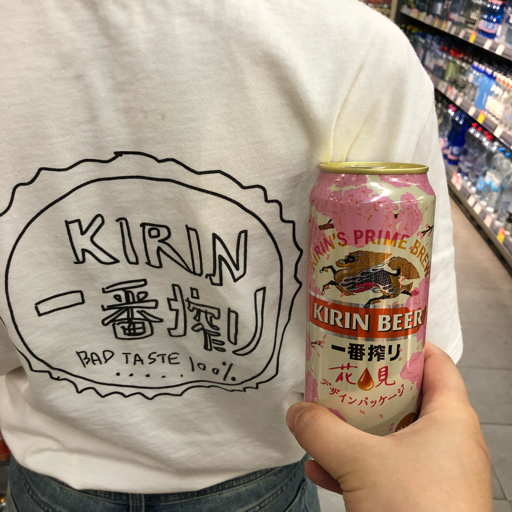 KIRIN
一番搾り
BAD TASTE
..... 100%
KIRIN'S PRIME BREW
KIRIN BEER
一番搾り
花見
デザインパッケージ